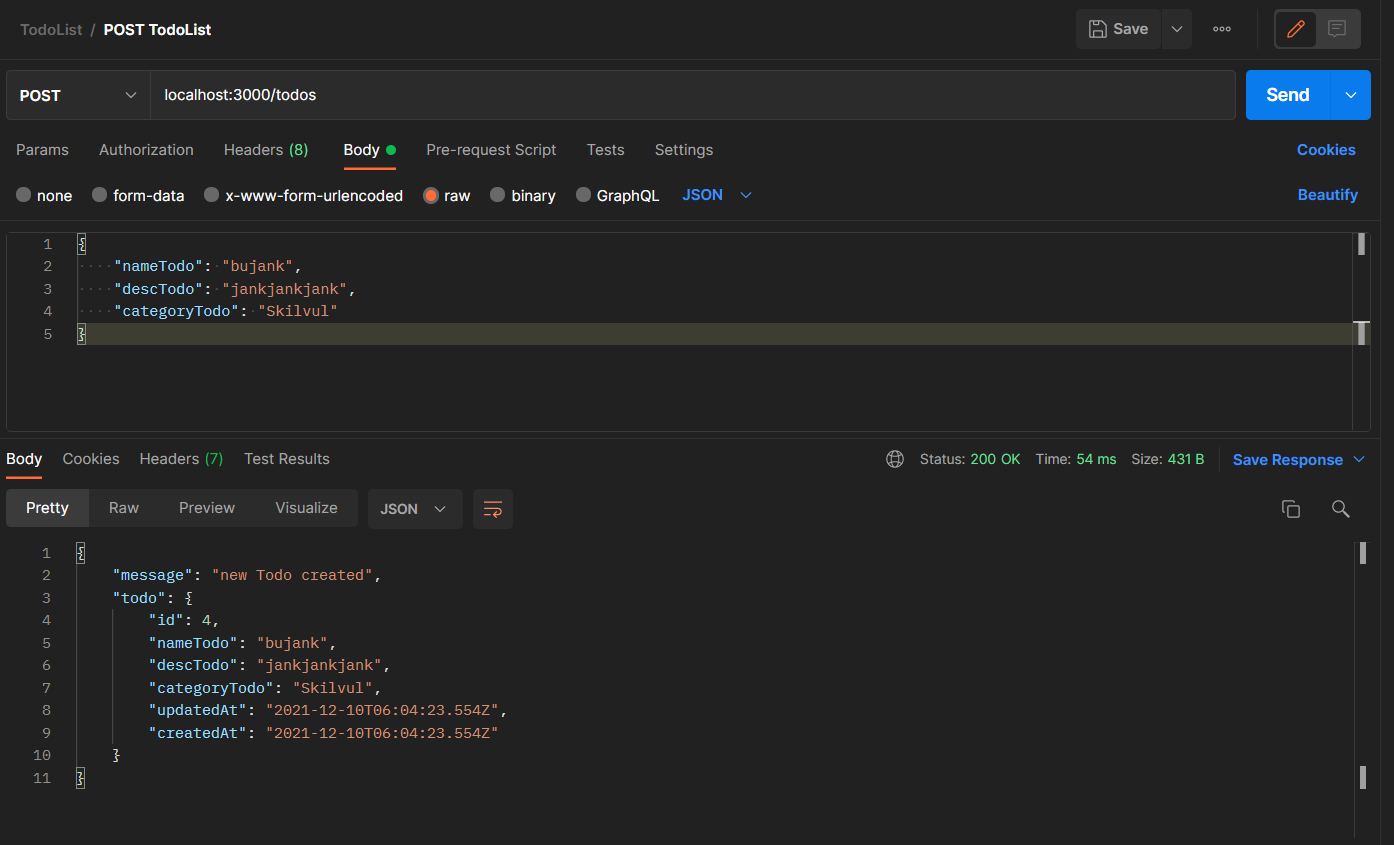 TodoList / POST TodoList Save
POST localhost:3000/todos Send
Params Authorization Headers (8) Body Pre-request Script Tests Settings Cookies
none form-data x-www-form-urlencoded raw binary GraphQL JSON Beautify
1 {
2 "nameTodo": "bujank",
3 "descTodo": "jankjankjank",
4 "categoryTodo": "Skilvul"
5 }
Body Cookies Headers (7) Test Results Status: 200 OK Time: 54 ms Size: 431 B Save Response
Pretty Raw Preview Visualize JSON
1 {
2 "message": "new Todo created",
3 "todo": {
4 "id": 4,
5 "nameTodo": "bujank",
6 "descTodo": "jankjankjank",
7 "categoryTodo": "Skilvul",
8 "updatedAt": "2021-12-10T06:04:23.554Z",
9 "createdAt": "2021-12-10T06:04:23.554Z"
10 }
11 }